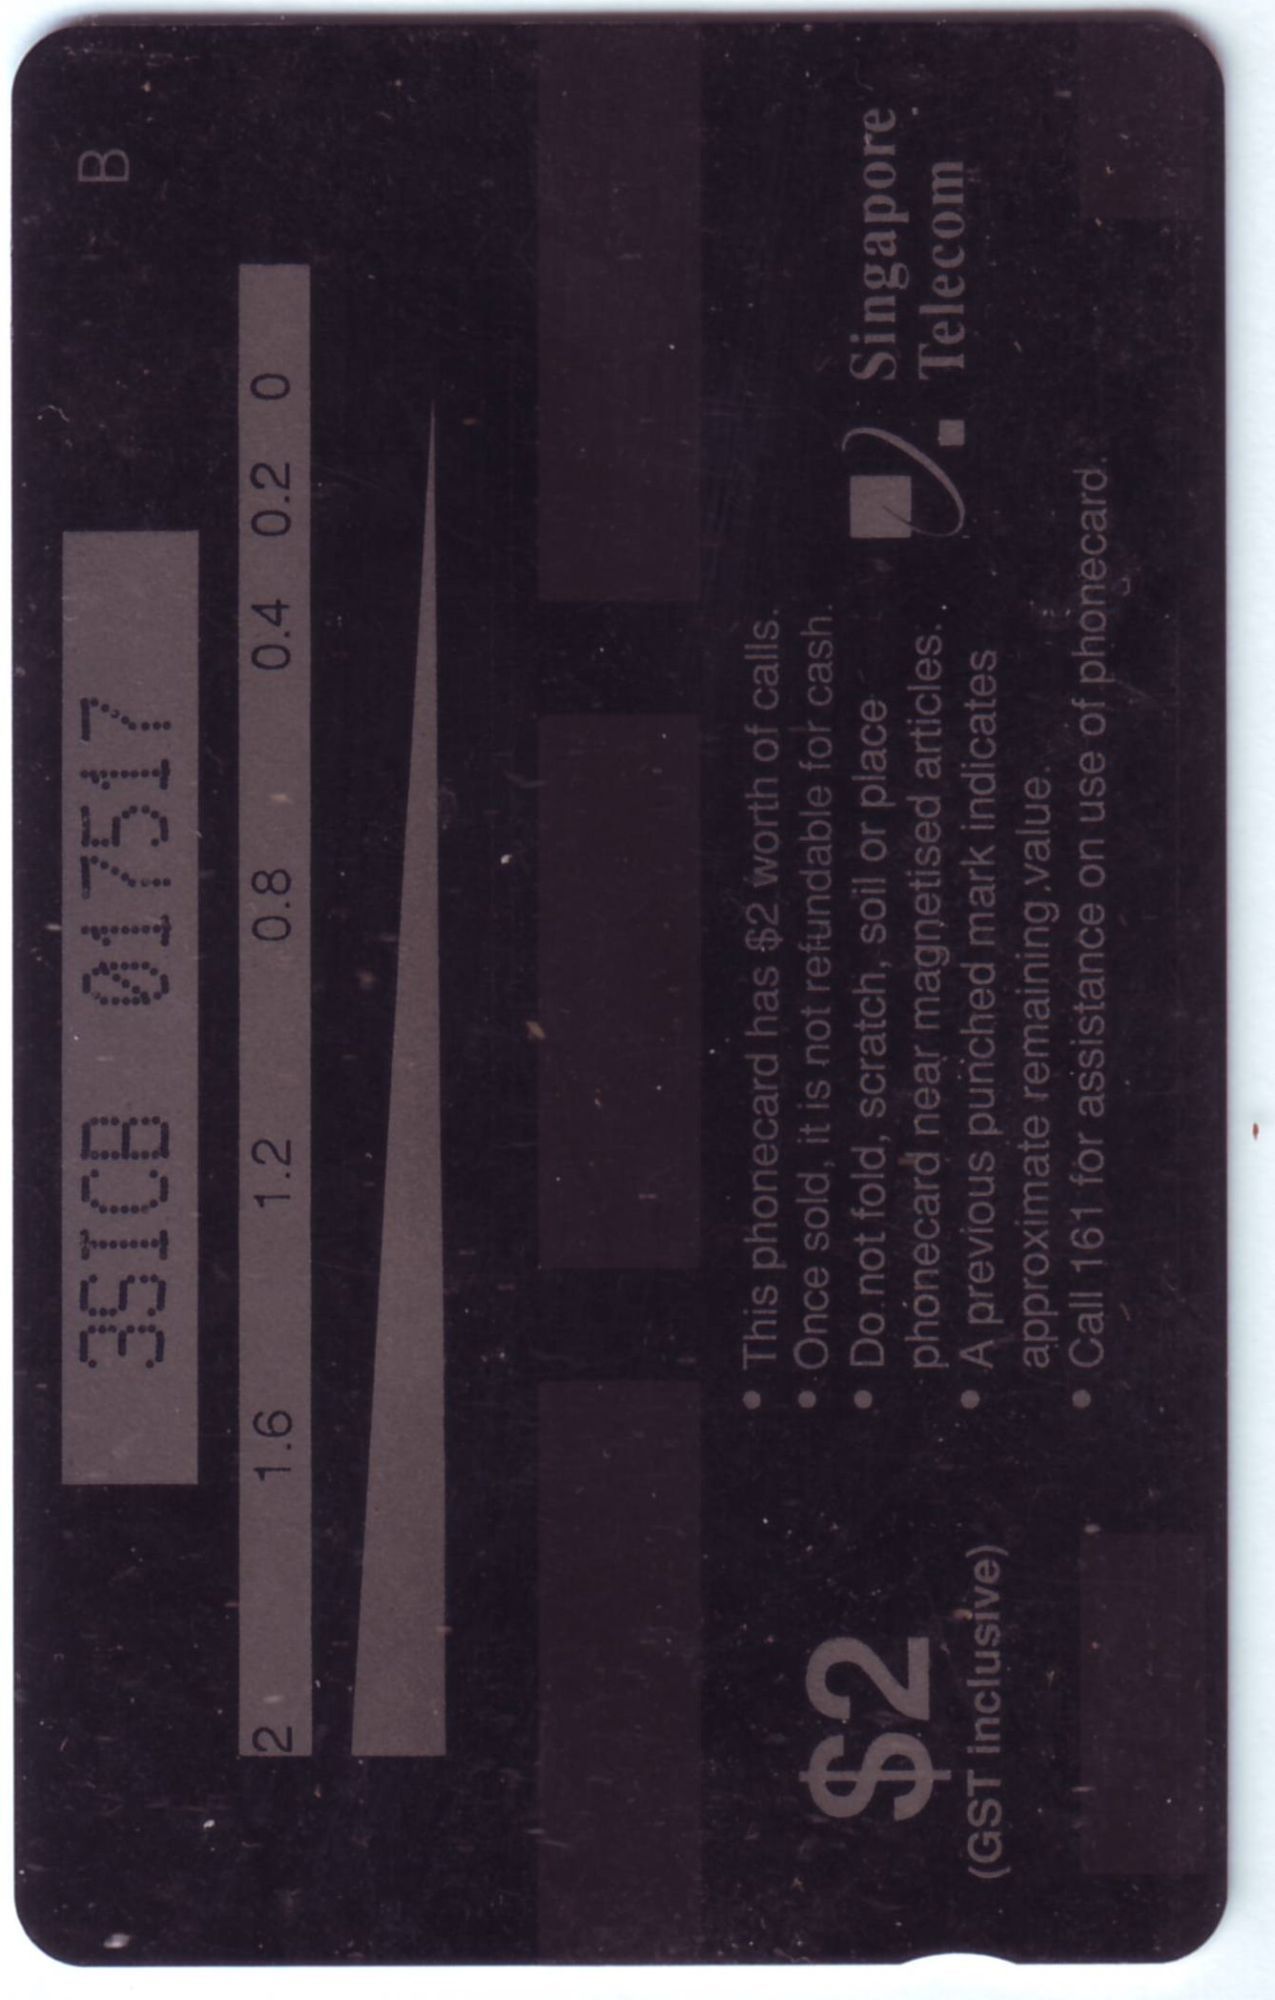 B
3SICB 017517
2 1.6 1.2 0.8 0.4 0.2 0
$2
(GST inclusive)
• This phonecard has $2 worth of calls.
• Once sold, it is not refundable for cash.
• Do not fold, scratch, soil or place
phonecard near magnetised articles.
• A previous punched mark indicates
approximate remaining value.
• Call 161 for assistance on use of phonecard.
Singapore
Telecom